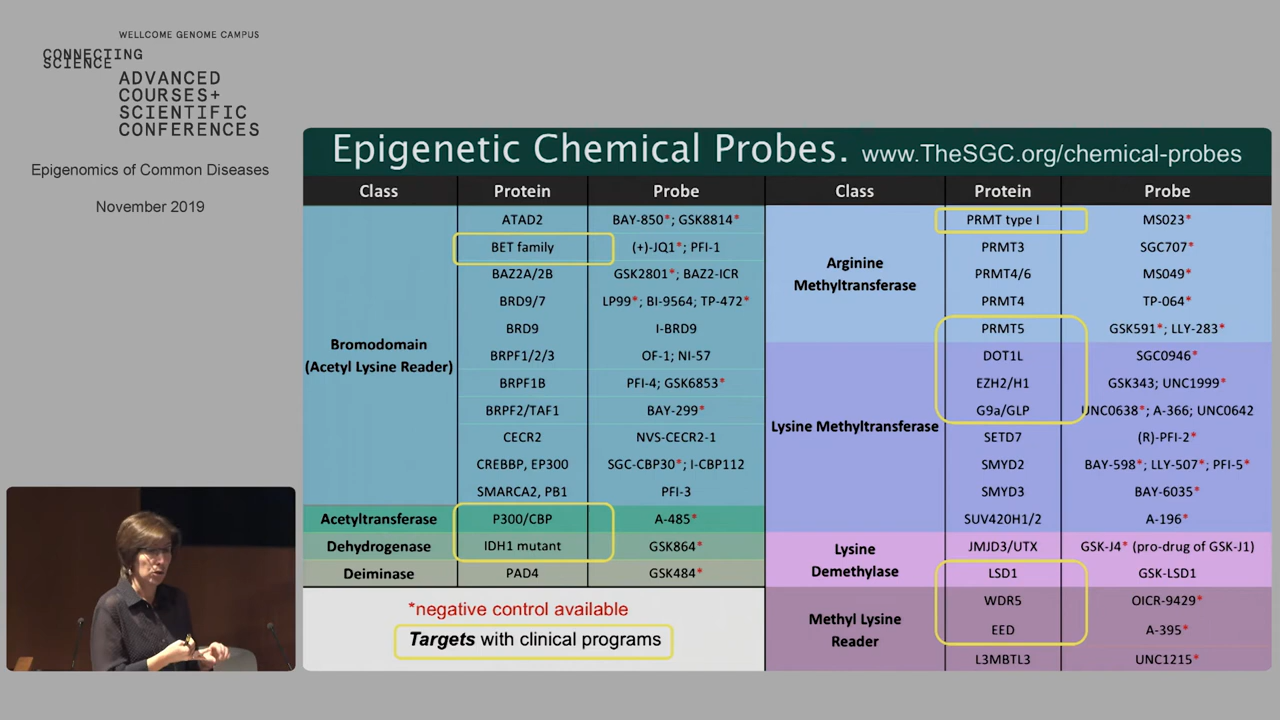 WELLCOME GENOME CAMPUS
CONNECTING
SCIENCE
ADVANCED
COURSES+
SCIENTIFIC
CONFERENCES
Epigenomics of Common Diseases
November 2019
Epigenetic Chemical Probes. www.TheSGC.org/chemical-probes
Class Protein Probe
Bromodomain
(Acetyl Lysine Reader)
ATAD2 BAY-850*; GSK8814*
BET family (+)-JQ1*; PFI-1
BAZ2A/2B GSK2801*; BAZ2-ICR
BRD9/7 LP99*; BI-9564; TP-472*
BRD9 I-BRD9
BRPF1/2/3 OF-1; NI-57
BRPF1B PFI-4; GSK6853*
BRPF2/TAF1 BAY-299*
CECR2 NVS-CECR2-1
CREBBP, EP300 SGC-CBP30*; I-CBP112
SMARCA2, PB1 PFI-3
Acetyltransferase P300/CBP A-485*
Dehydrogenase IDH1 mutant GSK864*
Deiminase PAD4 GSK484*
*negative control available
Targets with clinical programs
Class Protein Probe
Arginine
Methyltransferase
PRMT type I MS023*
PRMT3 SGC707*
PRMT4/6 MS049*
PRMT4 TP-064*
PRMT5 GSK591*; LLY-283*
Lysine Methyltransferase
DOT1L SGC0946*
EZH2/H1 GSK343; UNC1999*
G9a/GLP UNC0638*; A-366; UNC0642
SETD7 (R)-PFI-2*
SMYD2 BAY-598*; LLY-507*; PFI-5*
SMYD3 BAY-6035*
SUV420H1/2 A-196*
Lysine
Demethylase
JMJD3/UTX GSK-J4* (pro-drug of GSK-J1)
LSD1 GSK-LSD1
Methyl Lysine
Reader
WDR5 OICR-9429*
EED A-395*
L3MBTL3 UNC1215*